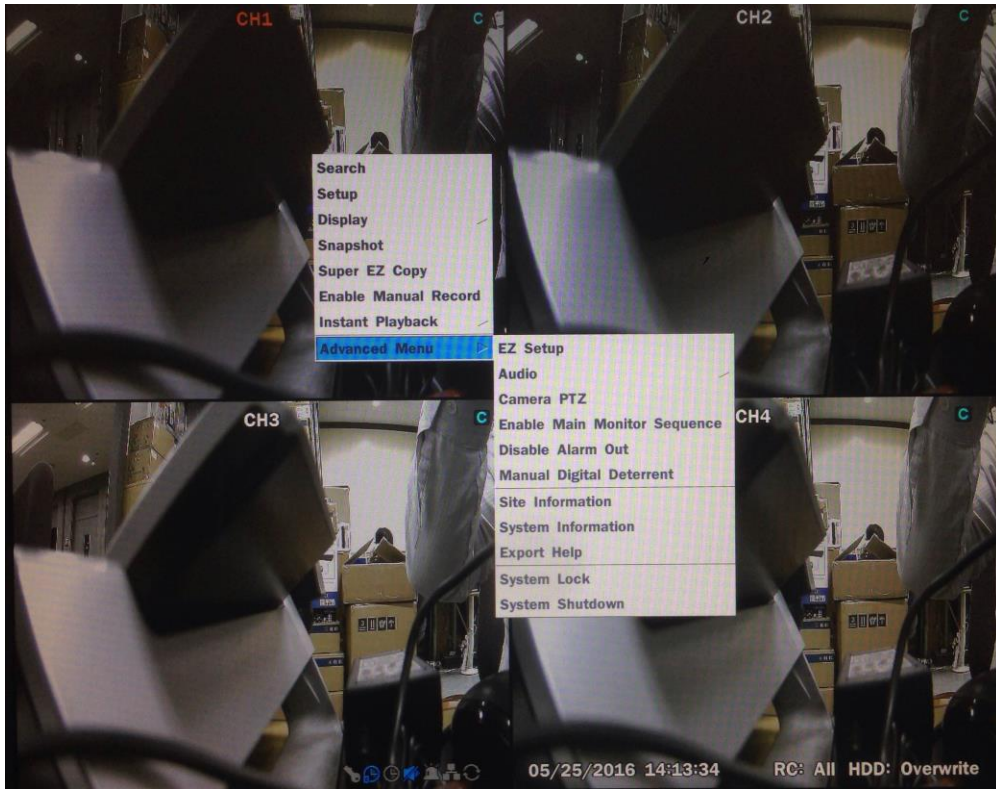 CH1
C
CH2
C
Search
Setup
Display
Snapshot
Super EZ Copy
Enable Manual Record
Instant Playback
Advanced Menu
EZ Setup
Audio
Camera PTZ
Enable Main Monitor Sequence
Disable Alarm Out
Manual Digital Deterrent
Site Information
System Information
Export Help
System Lock
System Shutdown
CH3
C
CH4
C
05/25/2016 14:13:34
RC: All HDD: Overwrite